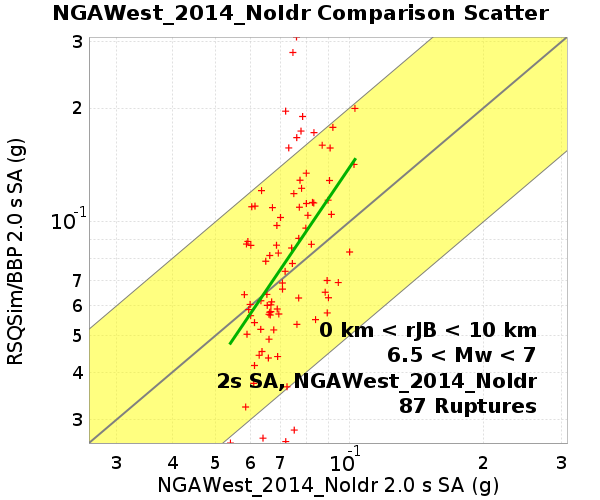 NGAWest_2014_NoIdr Comparison Scatter
RSQSim/BBP 2.0 s SA (g)
3
2
10⁻¹
7
6
5
4
3
0 km < rJB < 10 km
6.5 < Mw < 7
2s SA, NGAWest_2014_NoIdr
87 Ruptures
3 4 5 6 7 10⁻¹ 2 3
NGAWest_2014_NoIdr 2.0 s SA (g)